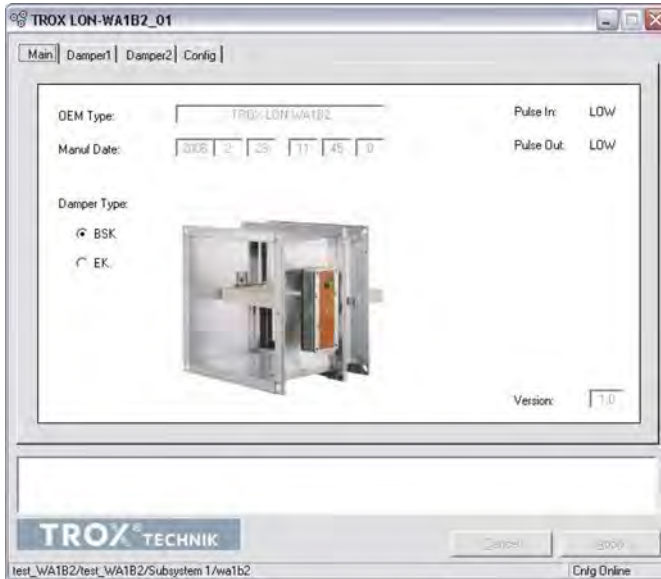 TROX LON-WA1B2_01
Main Damper1 Damper2 Config
OEM Type: TROX LON-WA1B2 Pulse In: LOW
Manuf Date: 2008 2 29 11 45 0 Pulse Out: LOW
Damper Type:
BSK
EK
Version: 1.0
TROX® TECHNIK
Cancel Apply
test_WA1B2/test_WA1B2/Subsystem 1/wa1b2 Cnfg Online